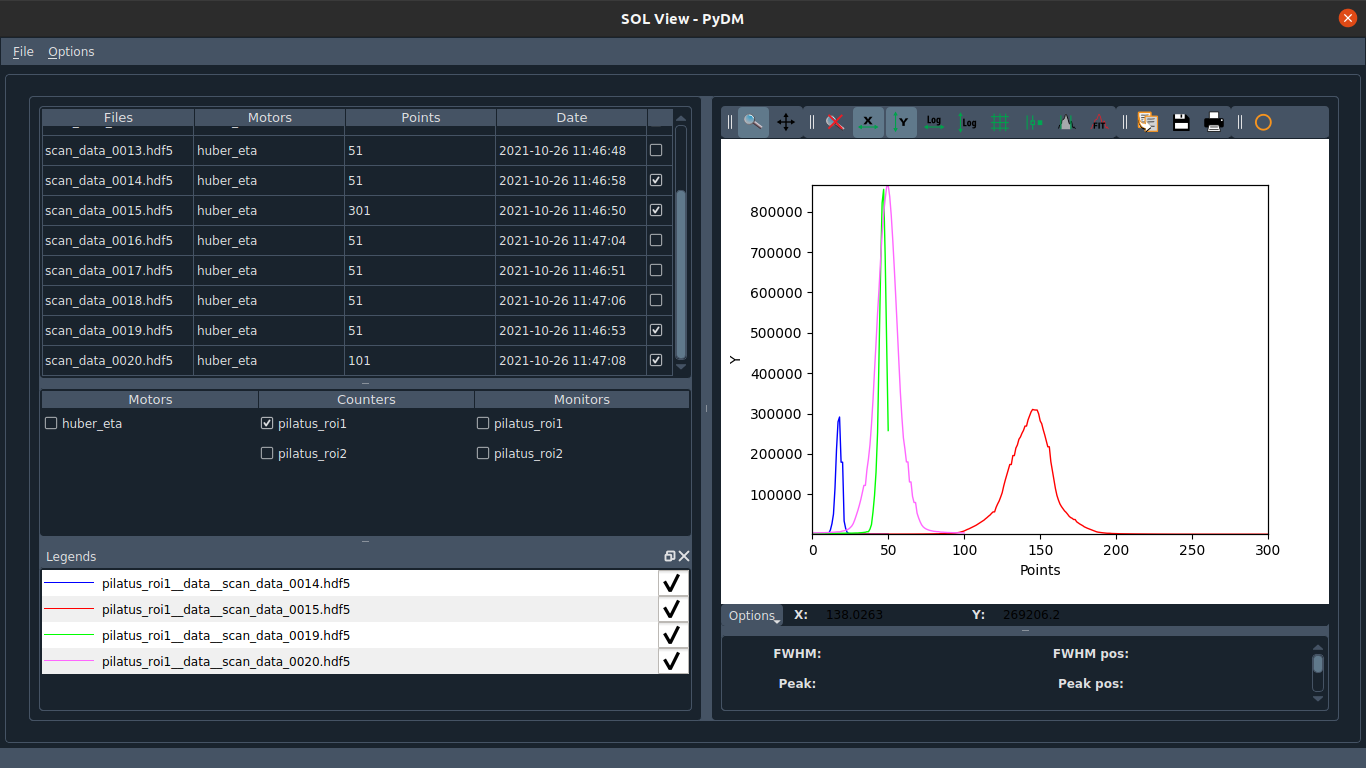 SOL View - PyDM
File Options
Files Motors Points Date
scan_data_0013.hdf5 huber_eta 51 2021-10-26 11:46:48
scan_data_0014.hdf5 huber_eta 51 2021-10-26 11:46:58
scan_data_0015.hdf5 huber_eta 301 2021-10-26 11:46:50
scan_data_0016.hdf5 huber_eta 51 2021-10-26 11:47:04
scan_data_0017.hdf5 huber_eta 51 2021-10-26 11:46:51
scan_data_0018.hdf5 huber_eta 51 2021-10-26 11:47:06
scan_data_0019.hdf5 huber_eta 51 2021-10-26 11:46:53
scan_data_0020.hdf5 huber_eta 101 2021-10-26 11:47:08
Motors Counters Monitors
huber_eta pilatus_roi1 pilatus_roi1
pilatus_roi2 pilatus_roi2
Legends
pilatus_roi1__data__scan_data_0014.hdf5
pilatus_roi1__data__scan_data_0015.hdf5
pilatus_roi1__data__scan_data_0019.hdf5
pilatus_roi1__data__scan_data_0020.hdf5
X Y Log Log FIT
800000
700000
600000
500000
400000
300000
200000
100000
Y
0 50 100 150 200 250 300
Points
Options X: 138.0263 Y: 269206.2
FWHM: FWHM pos:
Peak: Peak pos: